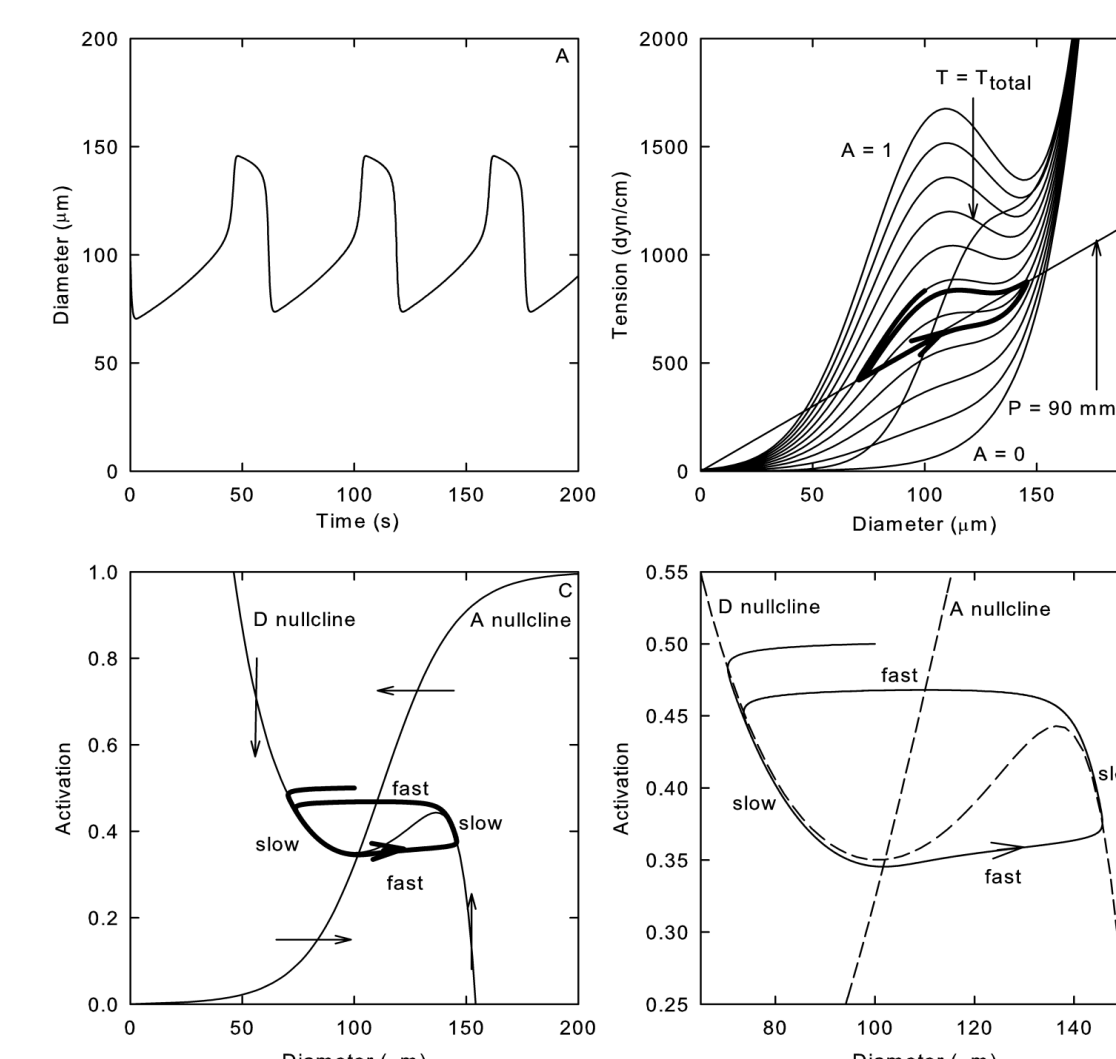 A
200
150
100
50
0
Diameter (μm)
0 50 100 150 200
Time (s)
2000
1500
1000
500
0
Tension (dyn/cm)
T = Ttotal
A = 1
P = 90 mm
A = 0
0 50 100 150
Diameter (μm)
C
1.0
0.8
0.6
0.4
0.2
0.0
Activation
D nullcline
A nullcline
fast
slow
slow
fast
0 50 100 150 200
0.55
0.50
0.45
0.40
0.35
0.30
0.25
Activation
D nullcline
A nullcline
fast
slow
fast
80 100 120 140